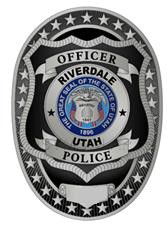 OFFICER
RIVERDALE
THE GREAT SEAL OF THE STATE OF UTAH
1896
UTAH
POLICE